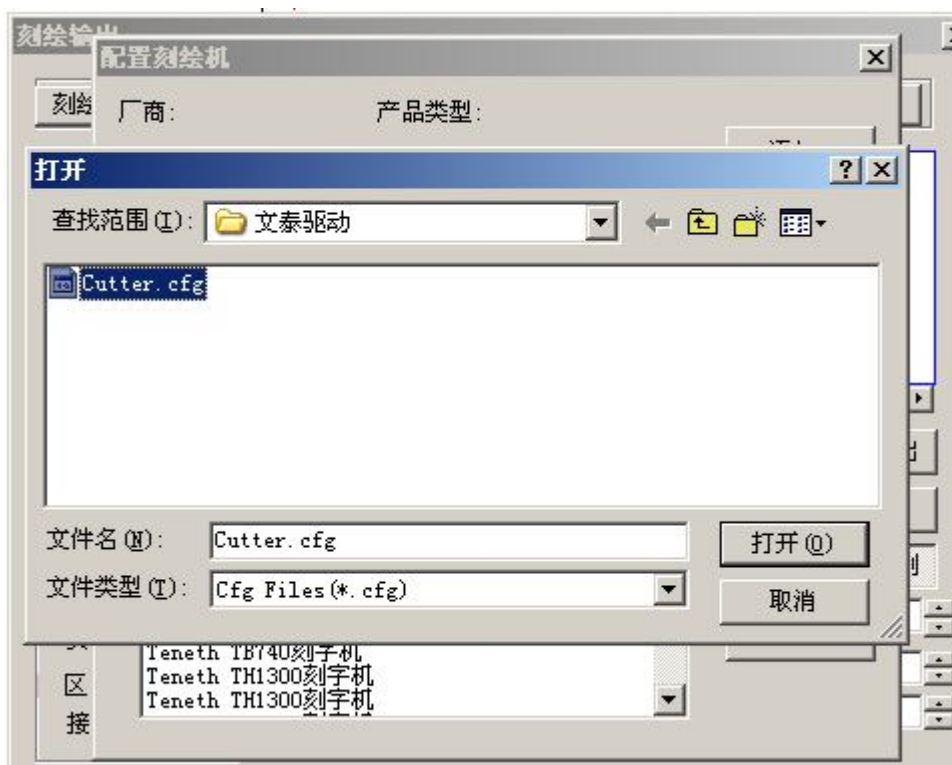 刻绘输出
配置刻绘机
刻绘
厂商:
产品类型:
打开
查找范围(I):
文泰驱动
Cutter.cfg
文件名(N):
Cutter.cfg
打开(O)
文件类型(T):
Cfg Files(*.cfg)
取消
Teneth TB740刻字机
Teneth TH1300刻字机
区
Teneth TH1300刻字机
接